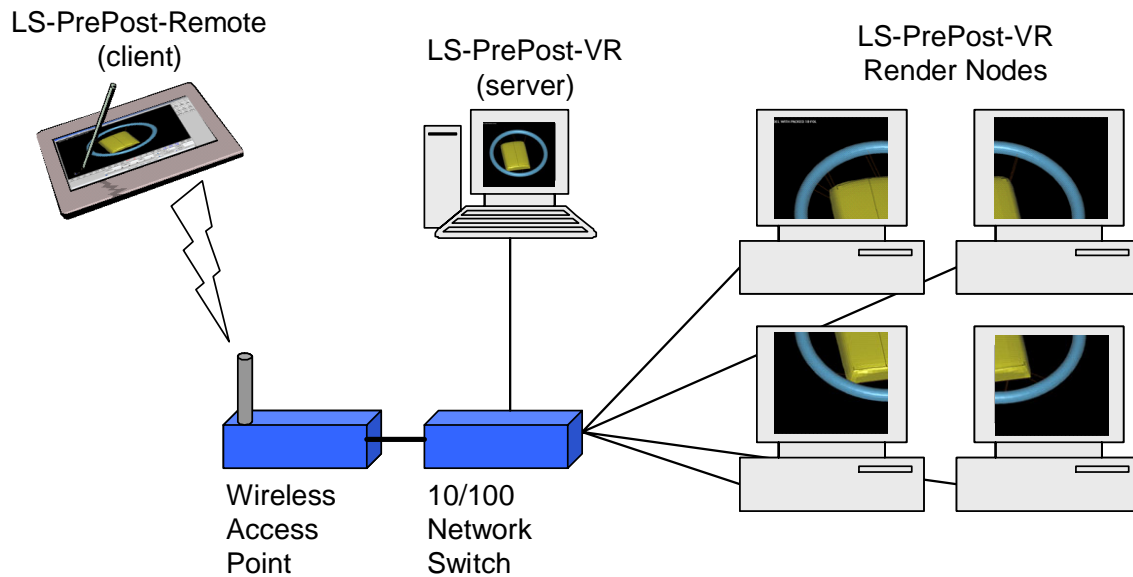 LS-PrePost-Remote
(client)
LS-PrePost-VR
(server)
LS-PrePost-VR
Render Nodes
Wireless
Access
Point
10/100
Network
Switch